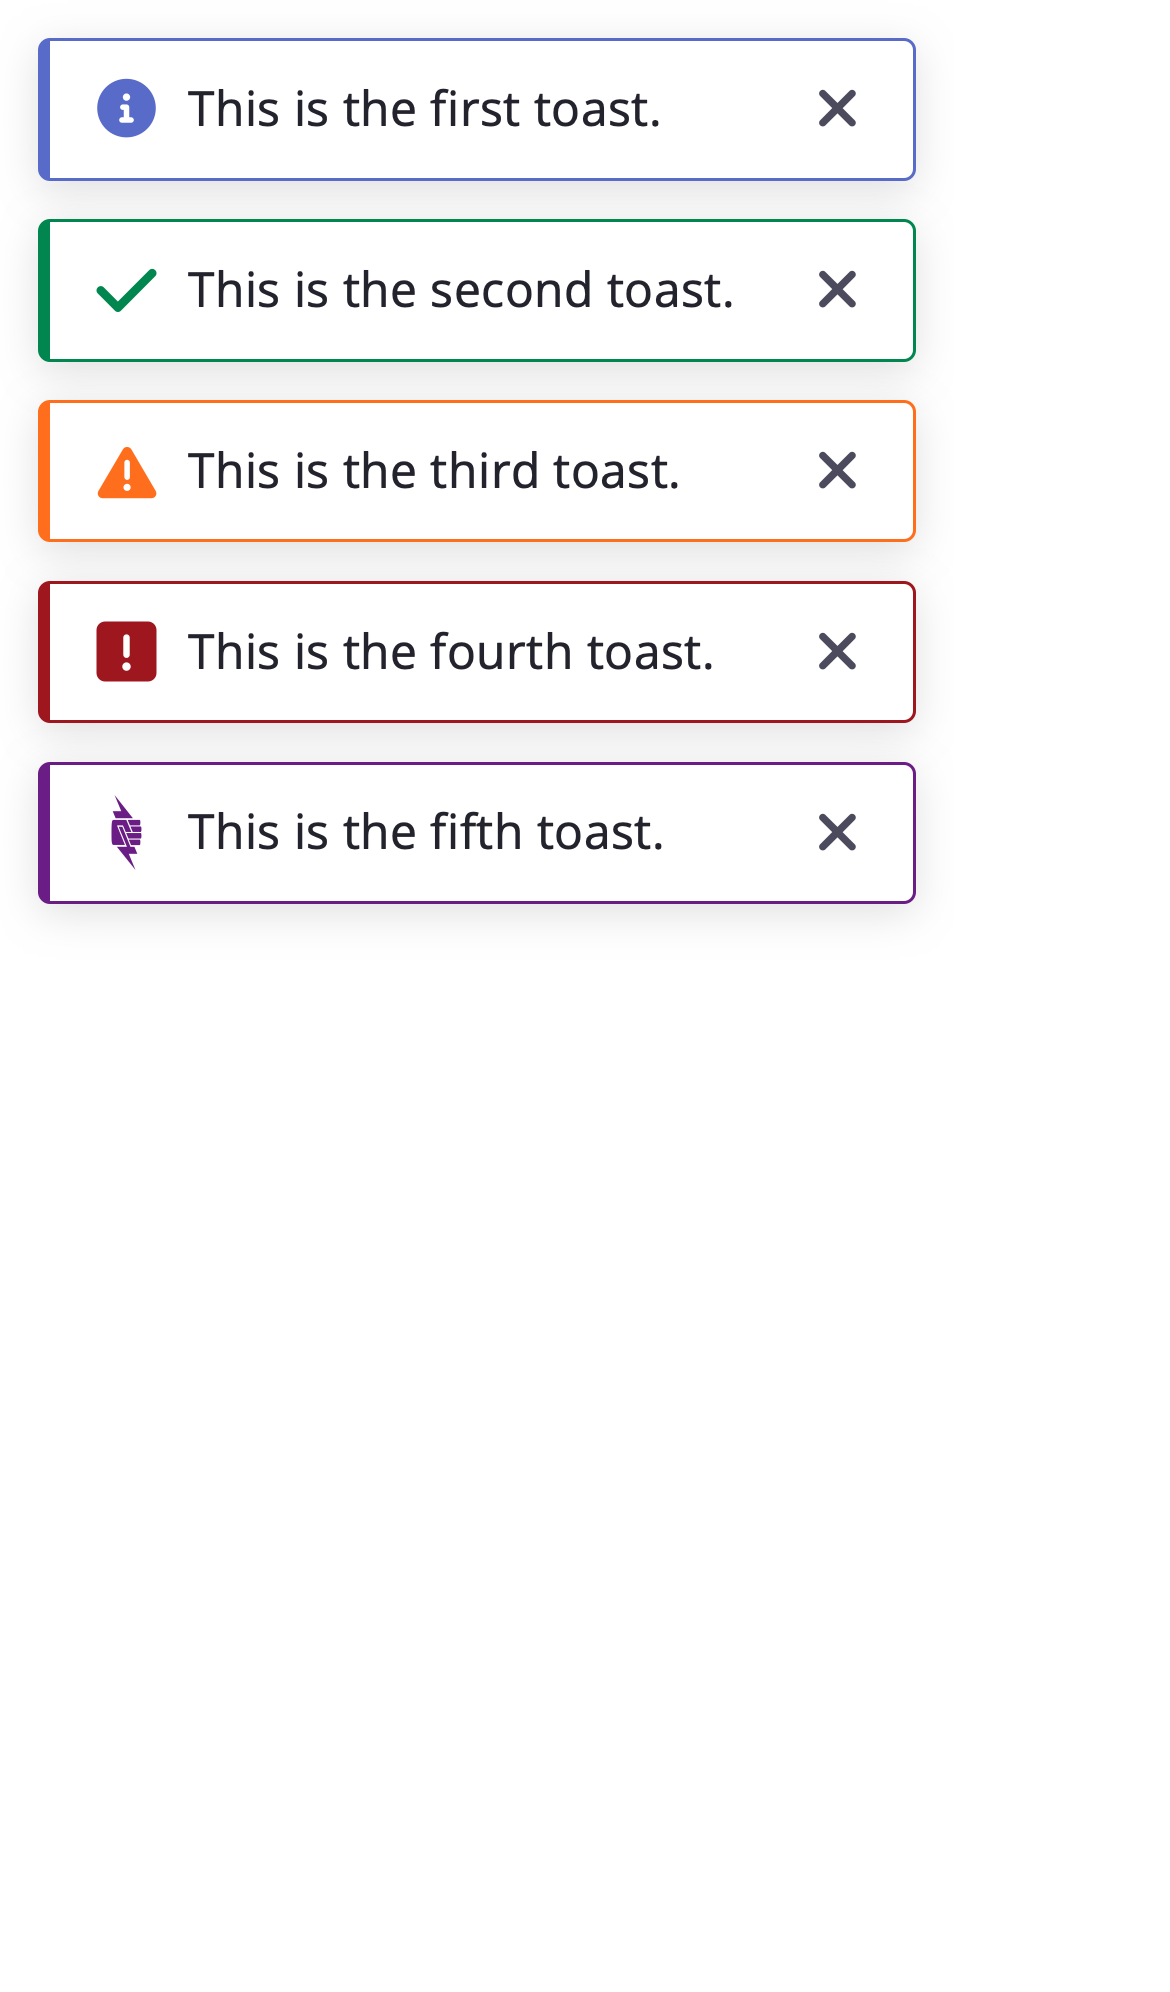 This is the first toast.
This is the second toast.
This is the third toast.
This is the fourth toast.
This is the fifth toast.